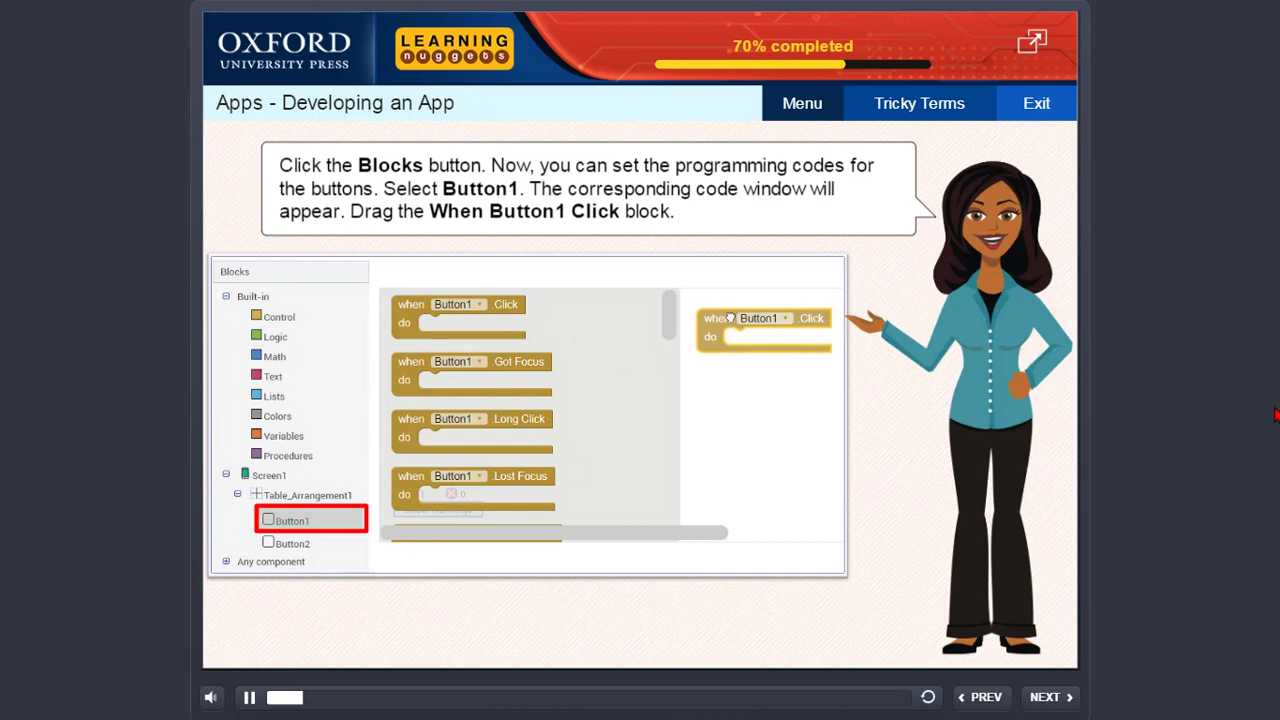 OXFORD
UNIVERSITY PRESS
LEARNING
nuggets
70% completed
Apps - Developing an App
Menu
Tricky Terms
Exit
Click the Blocks button. Now, you can set the programming codes for
the buttons. Select Button1. The corresponding code window will
appear. Drag the When Button1 Click block.
Blocks
Built-in
Control
Logic
Math
Text
Lists
Colors
Variables
Procedures
Screen1
Table_Arrangement1
Button1
Button2
Any component
when Button1 .Click
do
when Button1 .Got Focus
do
when Button1 .Long Click
do
when Button1 .Lost Focus
do
when Button1 .Click
do
PREV
NEXT